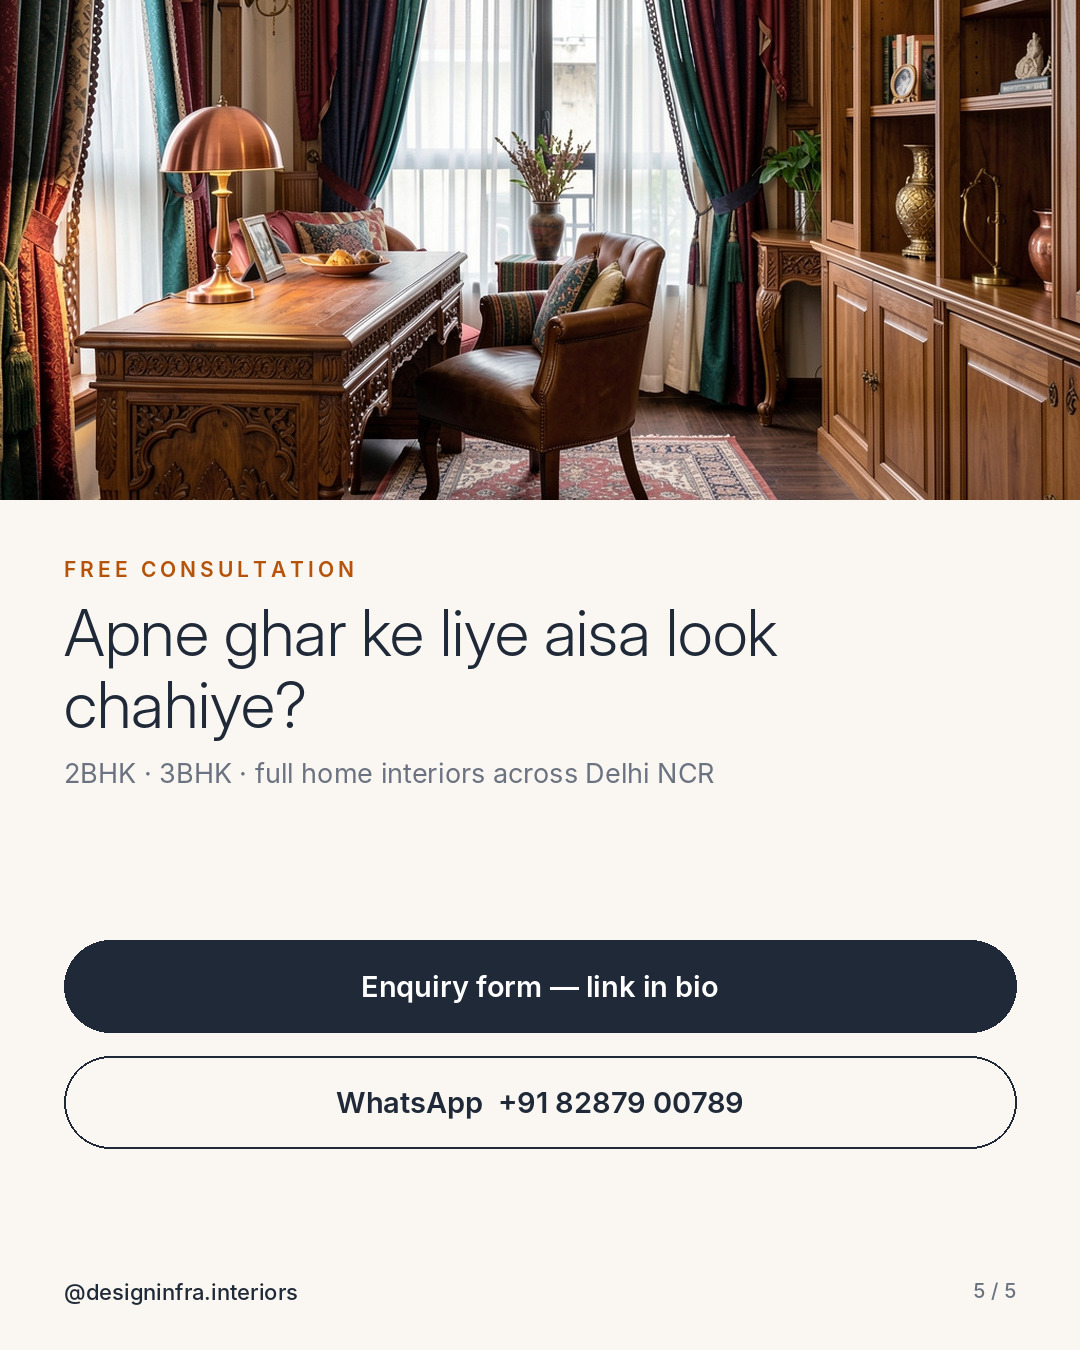 FREE CONSULTATION
Apne ghar ke liye aisa look
chahiye?
2BHK · 3BHK · full home interiors across Delhi NCR
Enquiry form — link in bio
WhatsApp +91 82879 00789
@designinfra.interiors
5 / 5